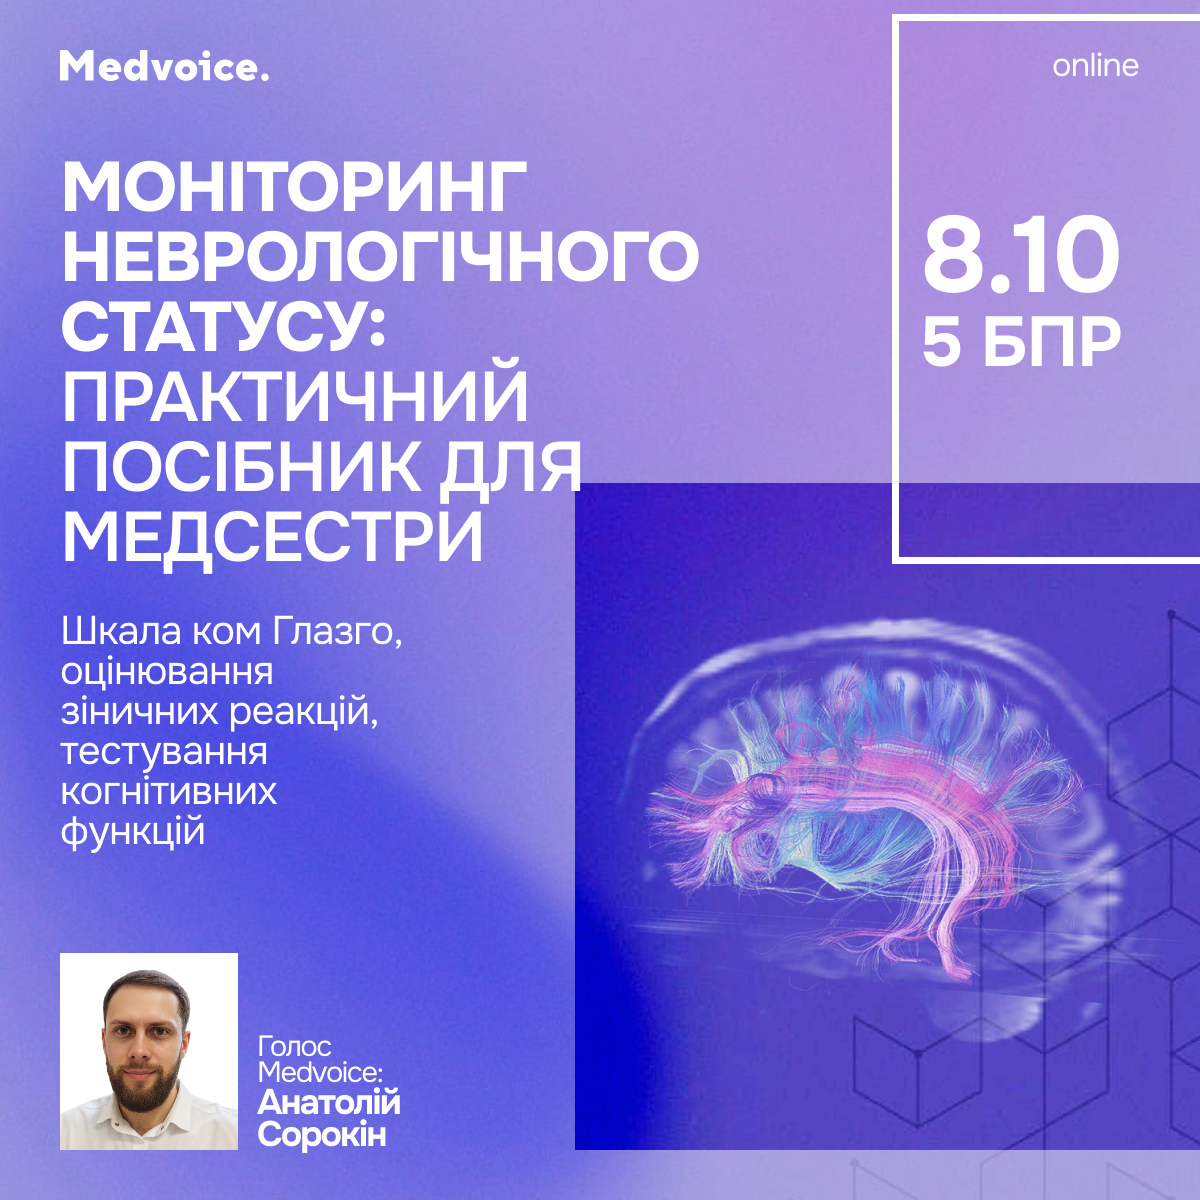 Medvoice.
online
МОНІТОРИНГ
НЕВРОЛОГІЧНОГО
СТАТУСУ:
ПРАКТИЧНИЙ
ПОСІБНИК ДЛЯ
МЕДСЕСТРИ
8.10
5 БПР
Шкала ком Глазго,
оцінювання
зіничних реакцій,
тестування
когнітивних
функцій
Голос
Medvoice:
Анатолій
Сорокін